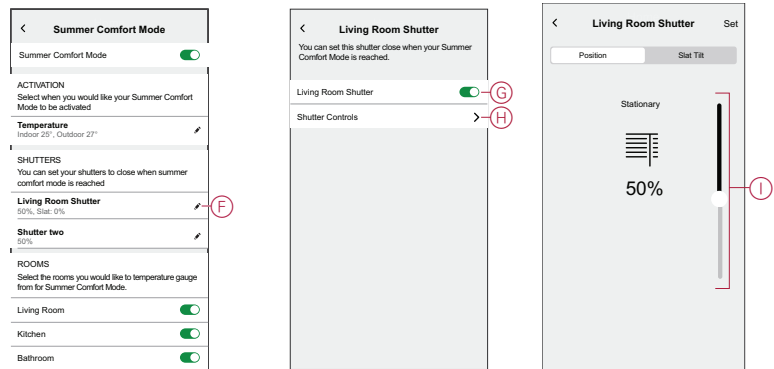 Summer Comfort Mode
Summer Comfort Mode
ACTIVATION
Select when you would like your Summer Comfort
Mode to be activated
Temperature
Indoor 25°, Outdoor 27°
SHUTTERS
You can set your shutters to close when summer
comfort mode is reached
Living Room Shutter
50%, Slat: 0%
F
Shutter two
50%
ROOMS
Select the rooms you would like to temperature gauge
from for Summer Comfort Mode.
Living Room
Kitchen
Bathroom
Living Room Shutter
You can set this shutter close when your Summer
Comfort Mode is reached.
Living Room Shutter
G
Shutter Controls
H
Living Room Shutter
Set
Position
Slat Tilt
Stationary
50%
I